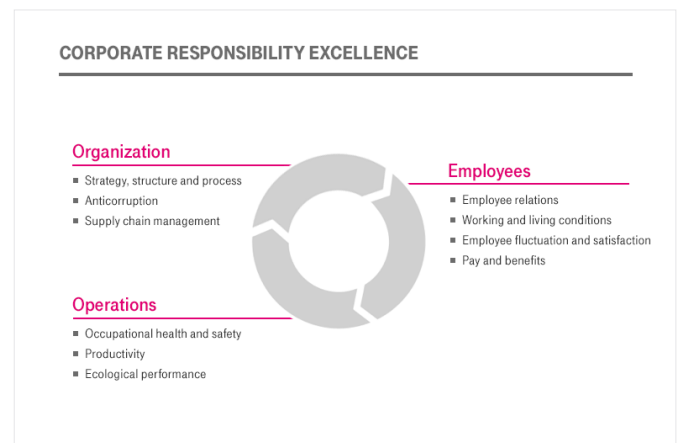 CORPORATE RESPONSIBILITY EXCELLENCE
Organization
Strategy, structure and process
Anticorruption
Supply chain management
Employees
Employee relations
Working and living conditions
Employee fluctuation and satisfaction
Pay and benefits
Operations
Occupational health and safety
Productivity
Ecological performance